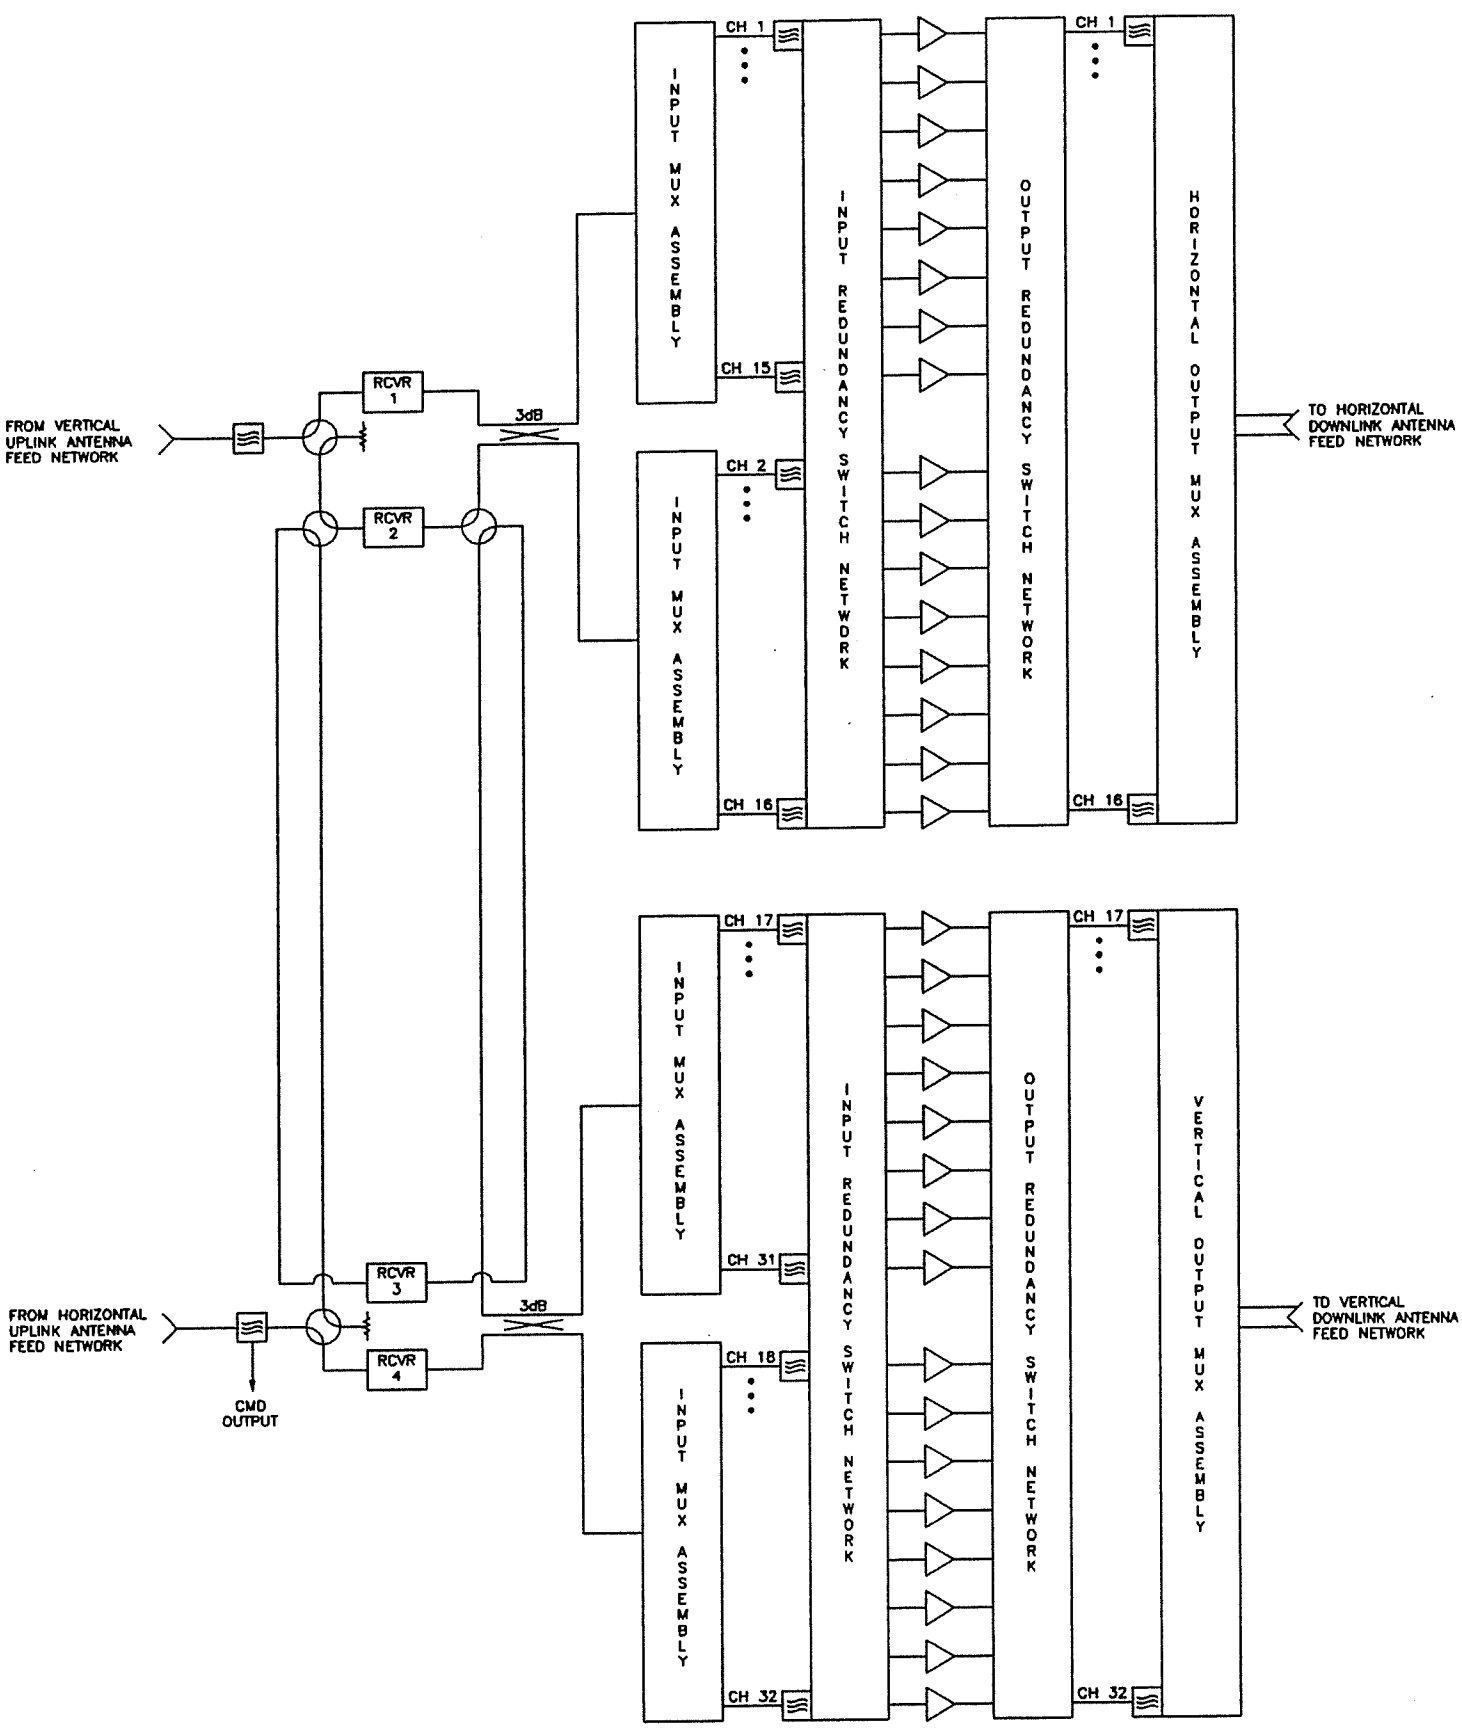 CH 1
CH 1
INPUT MUX ASSEMBLY
CH 15
INPUT REDUNDANCY SWITCH NETWDRK
OUTPUT REDUNDANCY SWITCH NETWORK
HORIZONTAL OUTPUT MUX ASSEMBLY
RCVR
1
3dB
FROM VERTICAL
UPLINK ANTENNA
FEED NETWORK
TO HORIZONTAL
DOWNLINK ANTENNA
FEED NETWORK
CH 2
RCVR
2
INPUT MUX ASSEMBLY
CH 16
CH 16
CH 17
CH 17
INPUT MUX ASSEMBLY
CH 31
INPUT REDUNDANCY SWITCH NETWORK
OUTPUT REDUNDANCY SWITCH NETWORK
VERTICAL OUTPUT MUX ASSEMBLY
RCVR
3
3dB
FROM HORIZONTAL
UPLINK ANTENNA
FEED NETWORK
TD VERTICAL
DOWNLINK ANTENNA
FEED NETWORK
RCVR
4
CH 18
CMD
OUTPUT
INPUT MUX ASSEMBLY
CH 32
CH 32